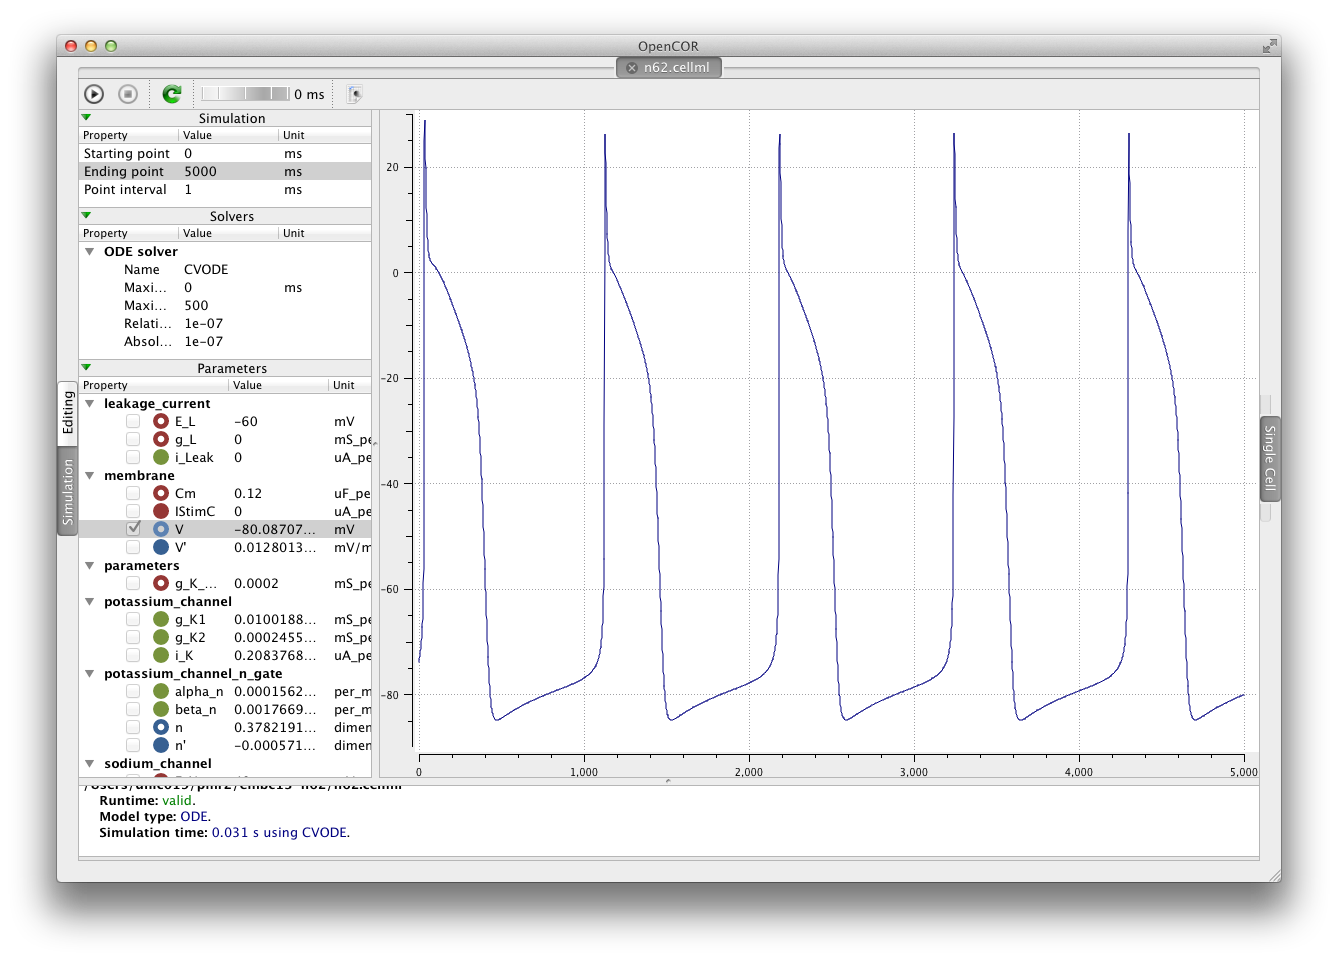 OpenCOR
n62.cellml
0 ms
Simulation
Property Value Unit
Starting point 0 ms
Ending point 5000 ms
Point interval 1 ms
Solvers
Property Value Unit
ODE solver
Name CVODE
Maxi... 0 ms
Maxi... 500
Relati... 1e-07
Absol... 1e-07
Parameters
Property Value Unit
leakage_current
E_L -60 mV
g_L 0 mS_pe
i_Leak 0 uA_pe
membrane
Cm 0.12 uF_pe
IStimC 0 uA_pe
V -80.08707... mV
V' 0.0128013... mV/m
parameters
g_K_... 0.0002 mS_pe
potassium_channel
g_K1 0.0100188... mS_pe
g_K2 0.0002455... mS_pe
i_K 0.2083768... uA_pe
potassium_channel_n_gate
alpha_n 0.0001562... per_m
beta_n 0.0017669... per_m
n 0.3782191... dimen
n' -0.000571... dimen
sodium_channel
Editing
Simulation
20
0
-20
-40
-60
-80
0 1,000 2,000 3,000 4,000 5,000
Single Cell
Runtime: valid.
Model type: ODE.
Simulation time: 0.031 s using CVODE.